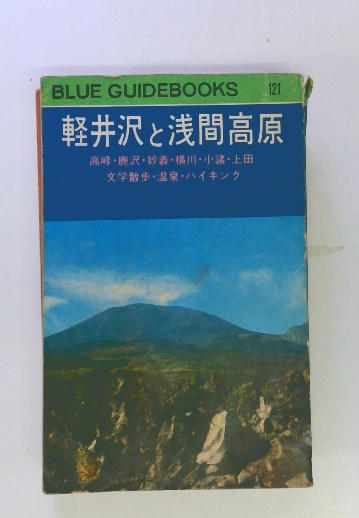 BLUE GUIDEBOOKS 121
軽井沢と浅間高原
高峰・鹿沢・妙義・横川・小諸・上田
文学散歩・温泉・ハイキング